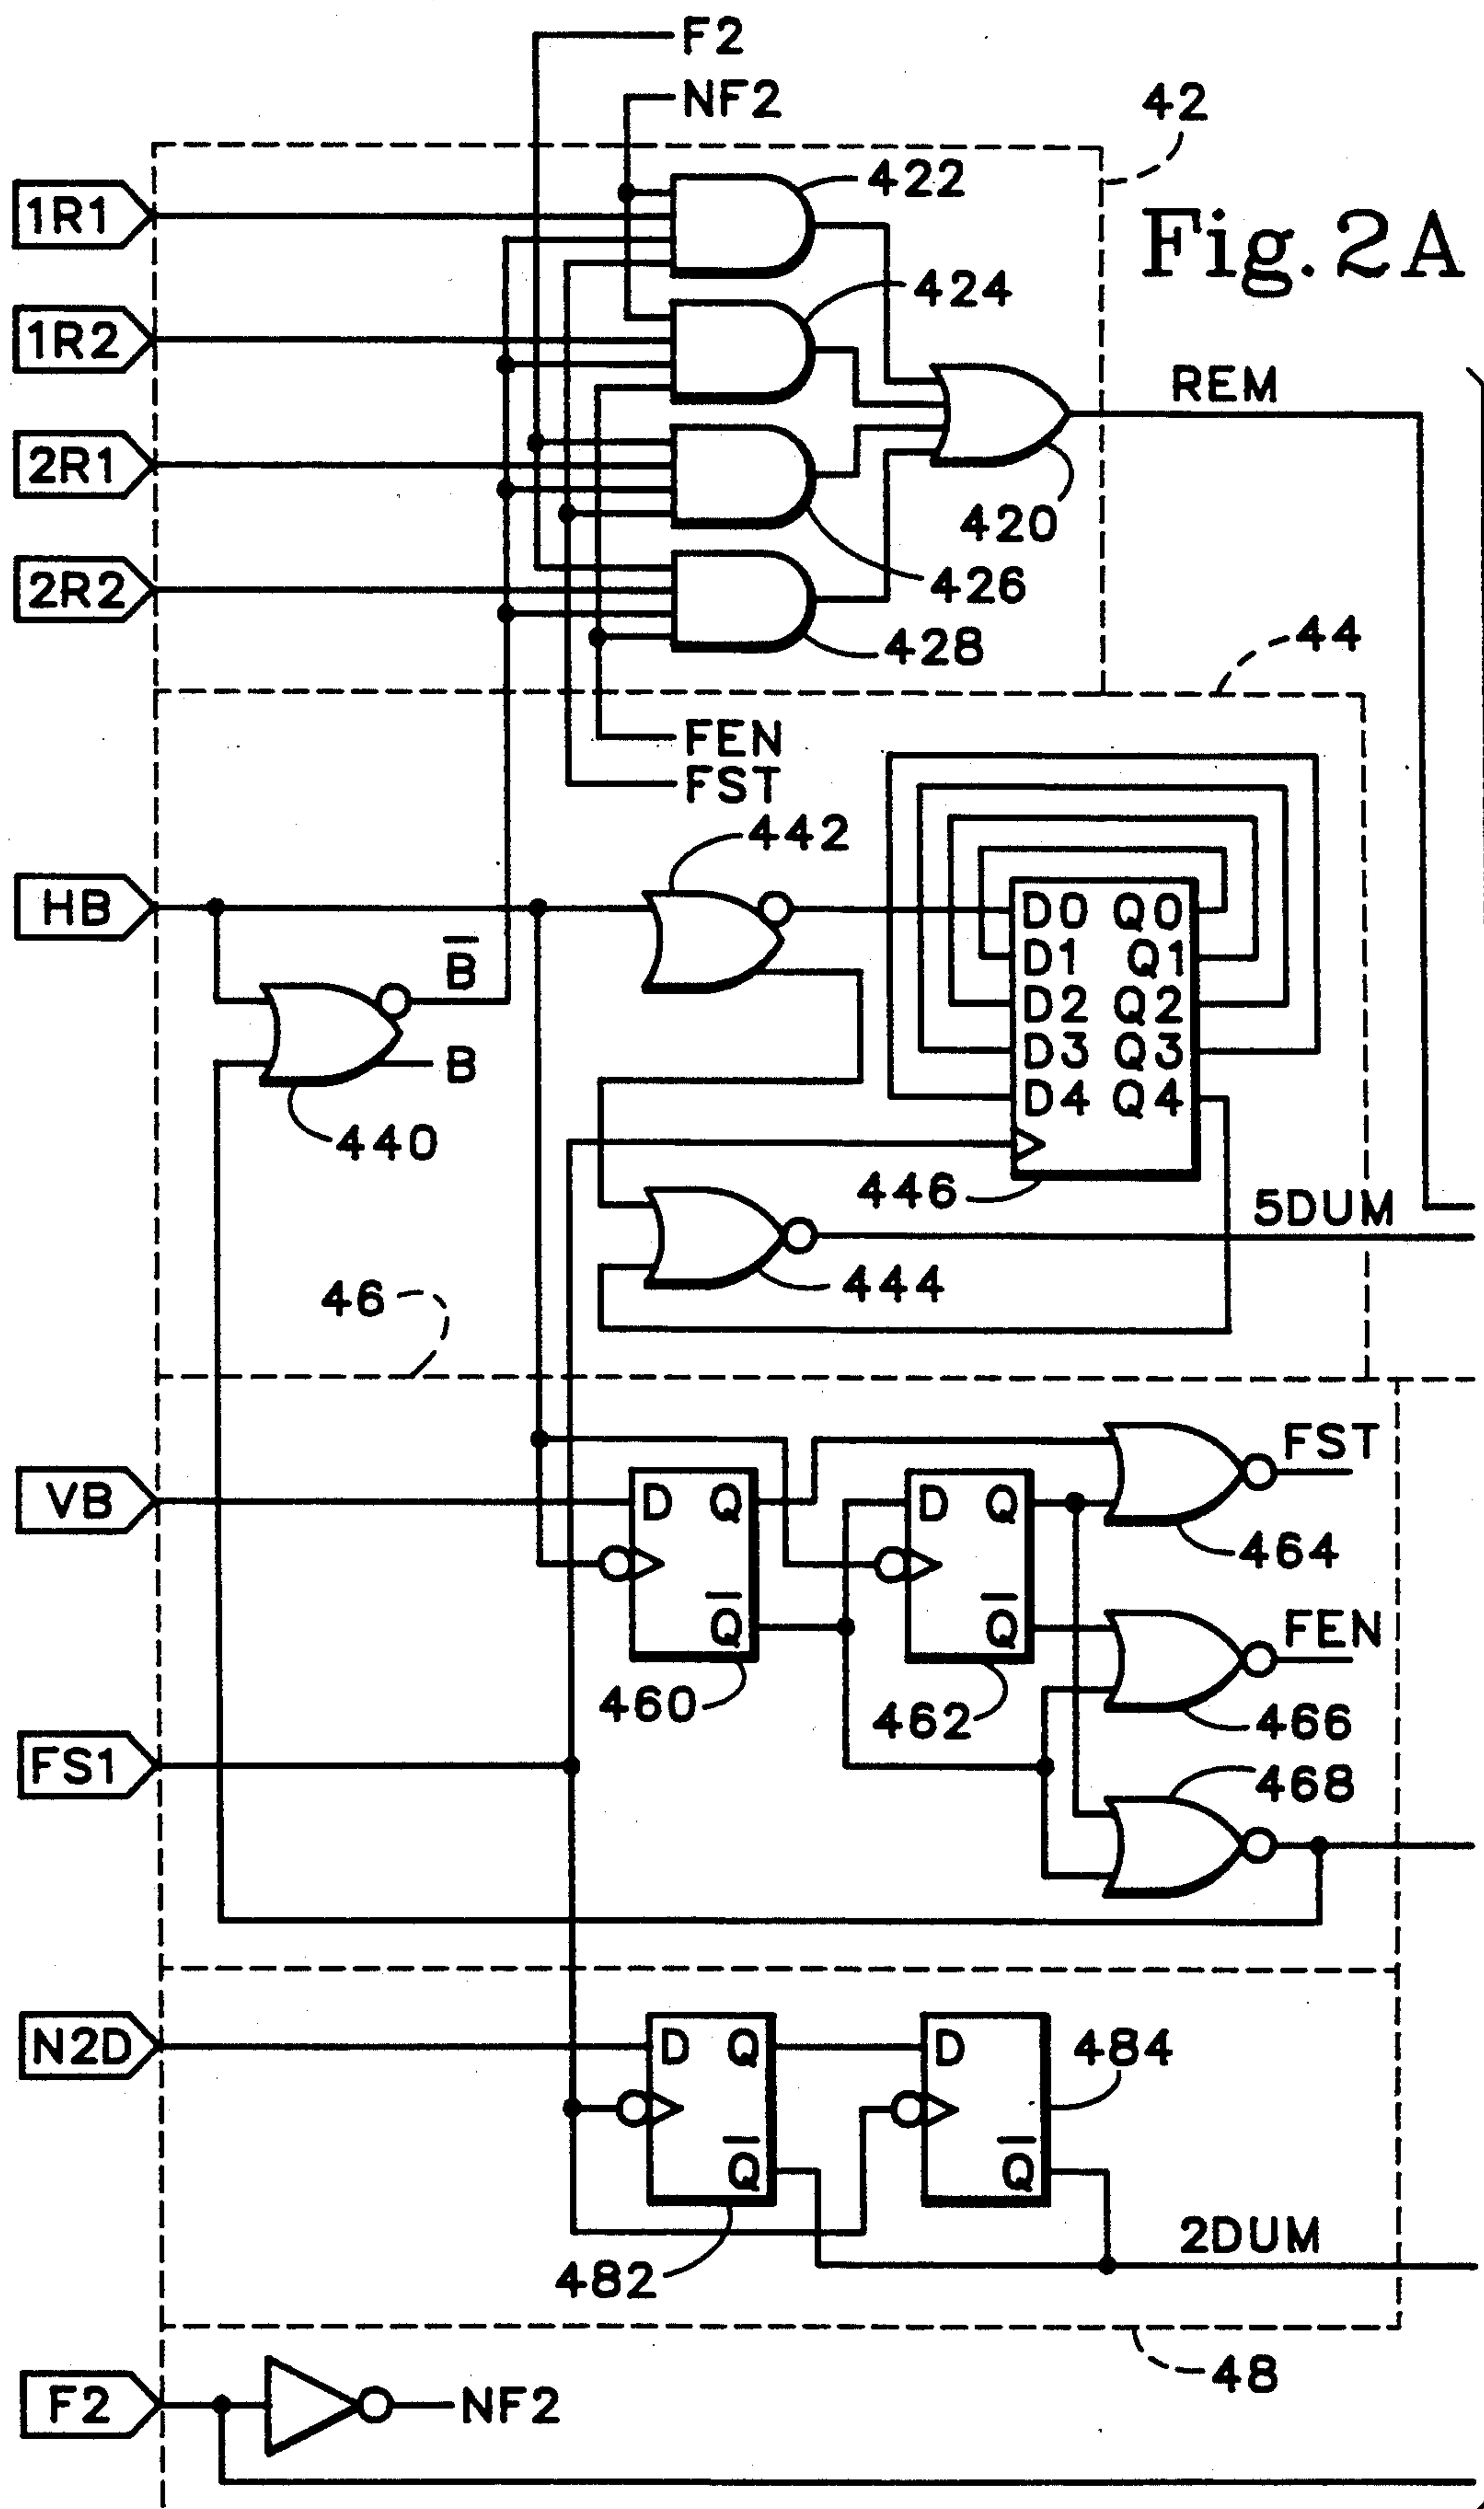 F2
NF2
42
422
1R1
Fig. 2A
424
1R2
REM
2R1
420
426
2R2
428
44
FEN
FST
442
HB
D0 Q0
B
D1 Q1
D2 Q2
D3 Q3
B
D4 Q4
440
446
5DUM
444
46
FST
VB
D Q
D Q
464
FEN
Q
Q
460
462
466
FS1
468
N2D
D Q
D
484
Q
Q
2DUM
482
48
F2
NF2